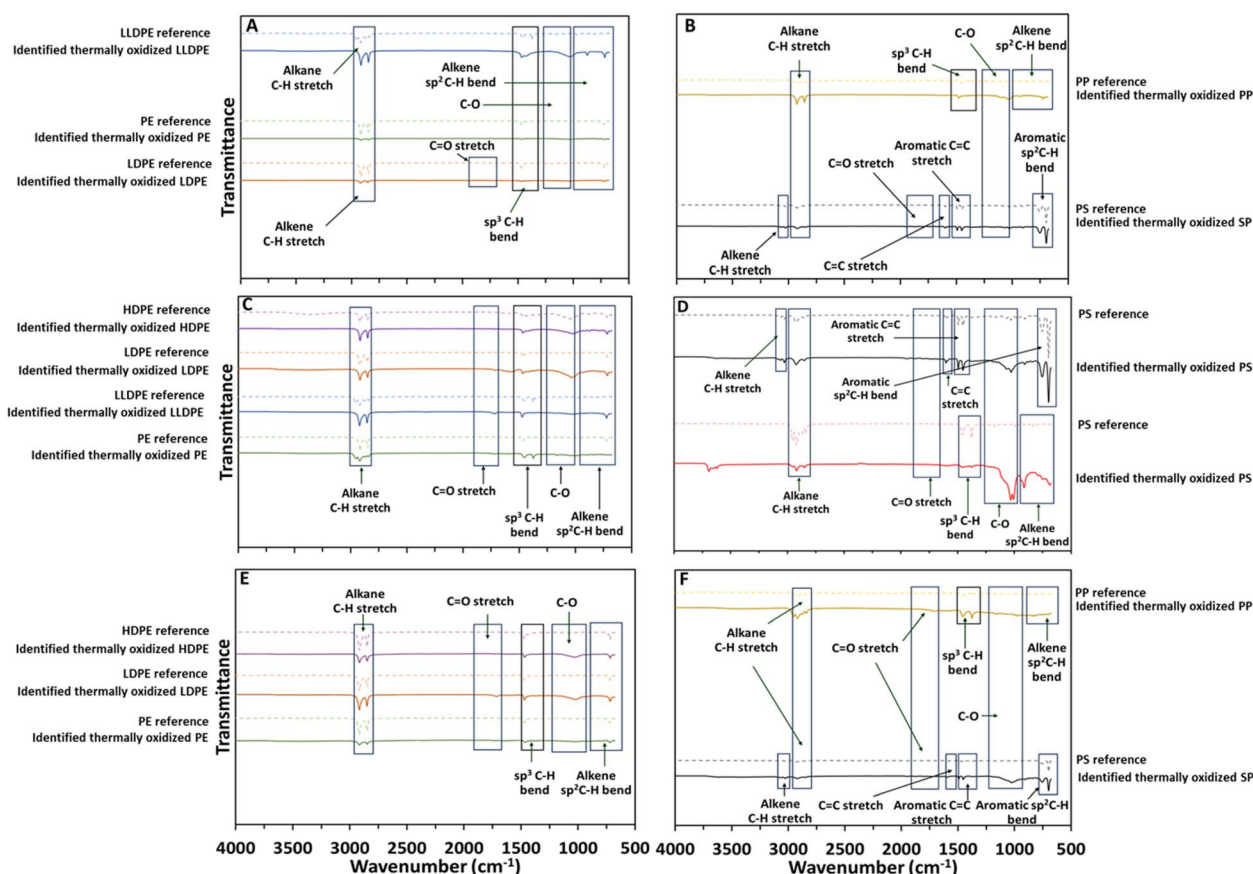 A
LLDPE reference
Identified thermally oxidized LLDPE
Alkane
C-H stretch
Alkene
sp²C-H bend
C-O
PE reference
Identified thermally oxidized PE
C=O stretch
LDPE reference
Identified thermally oxidized LDPE
Alkene
C-H stretch
sp³ C-H
bend
Transmittance
B
Alkane
C-H stretch
C-O
Alkene
sp²C-H bend
sp³ C-H
bend
PP reference
Identified thermally oxidized PP
Aromatic C=C
stretch
C=O stretch
Aromatic
sp²C-H
bend
PS reference
Identified thermally oxidized SP
Alkene
C-H stretch
C=C stretch
C
HDPE reference
Identified thermally oxidized HDPE
LDPE reference
Identified thermally oxidized LDPE
LLDPE reference
Identified thermally oxidized LLDPE
PE reference
Identified thermally oxidized PE
Transmittance
Alkane
C-H stretch
C=O stretch
sp³ C-H
bend
C-O
Alkene
sp²C-H bend
D
PS reference
Aromatic C=C
stretch
Identified thermally oxidized PS
Alkene
C-H stretch
Aromatic
sp²C-H bend
C=C
stretch
PS reference
Identified thermally oxidized PS
Alkane
C-H stretch
C=O stretch
sp³ C-H
bend
C-O
Alkene
sp²C-H bend
E
Alkane
C-H stretch
C=O stretch
C-O
HDPE reference
Identified thermally oxidized HDPE
LDPE reference
Identified thermally oxidized LDPE
PE reference
Identified thermally oxidized PE
Transmittance
sp³ C-H
bend
Alkene
sp²C-H bend
4000 3500 3000 2500 2000 1500 1000 500
Wavenumber (cm⁻¹)
F
PP reference
Identified thermally oxidized PP
Alkane
C-H stretch
C=O stretch
sp³ C-H
bend
Alkene
sp²C-H
bend
C-O
PS reference
Identified thermally oxidized SP
Alkene
C-H stretch
C=C stretch
Aromatic C=C
stretch
Aromatic sp²C-H
bend
4000 3500 3000 2500 2000 1500 1000 500
Wavenumber (cm⁻¹)